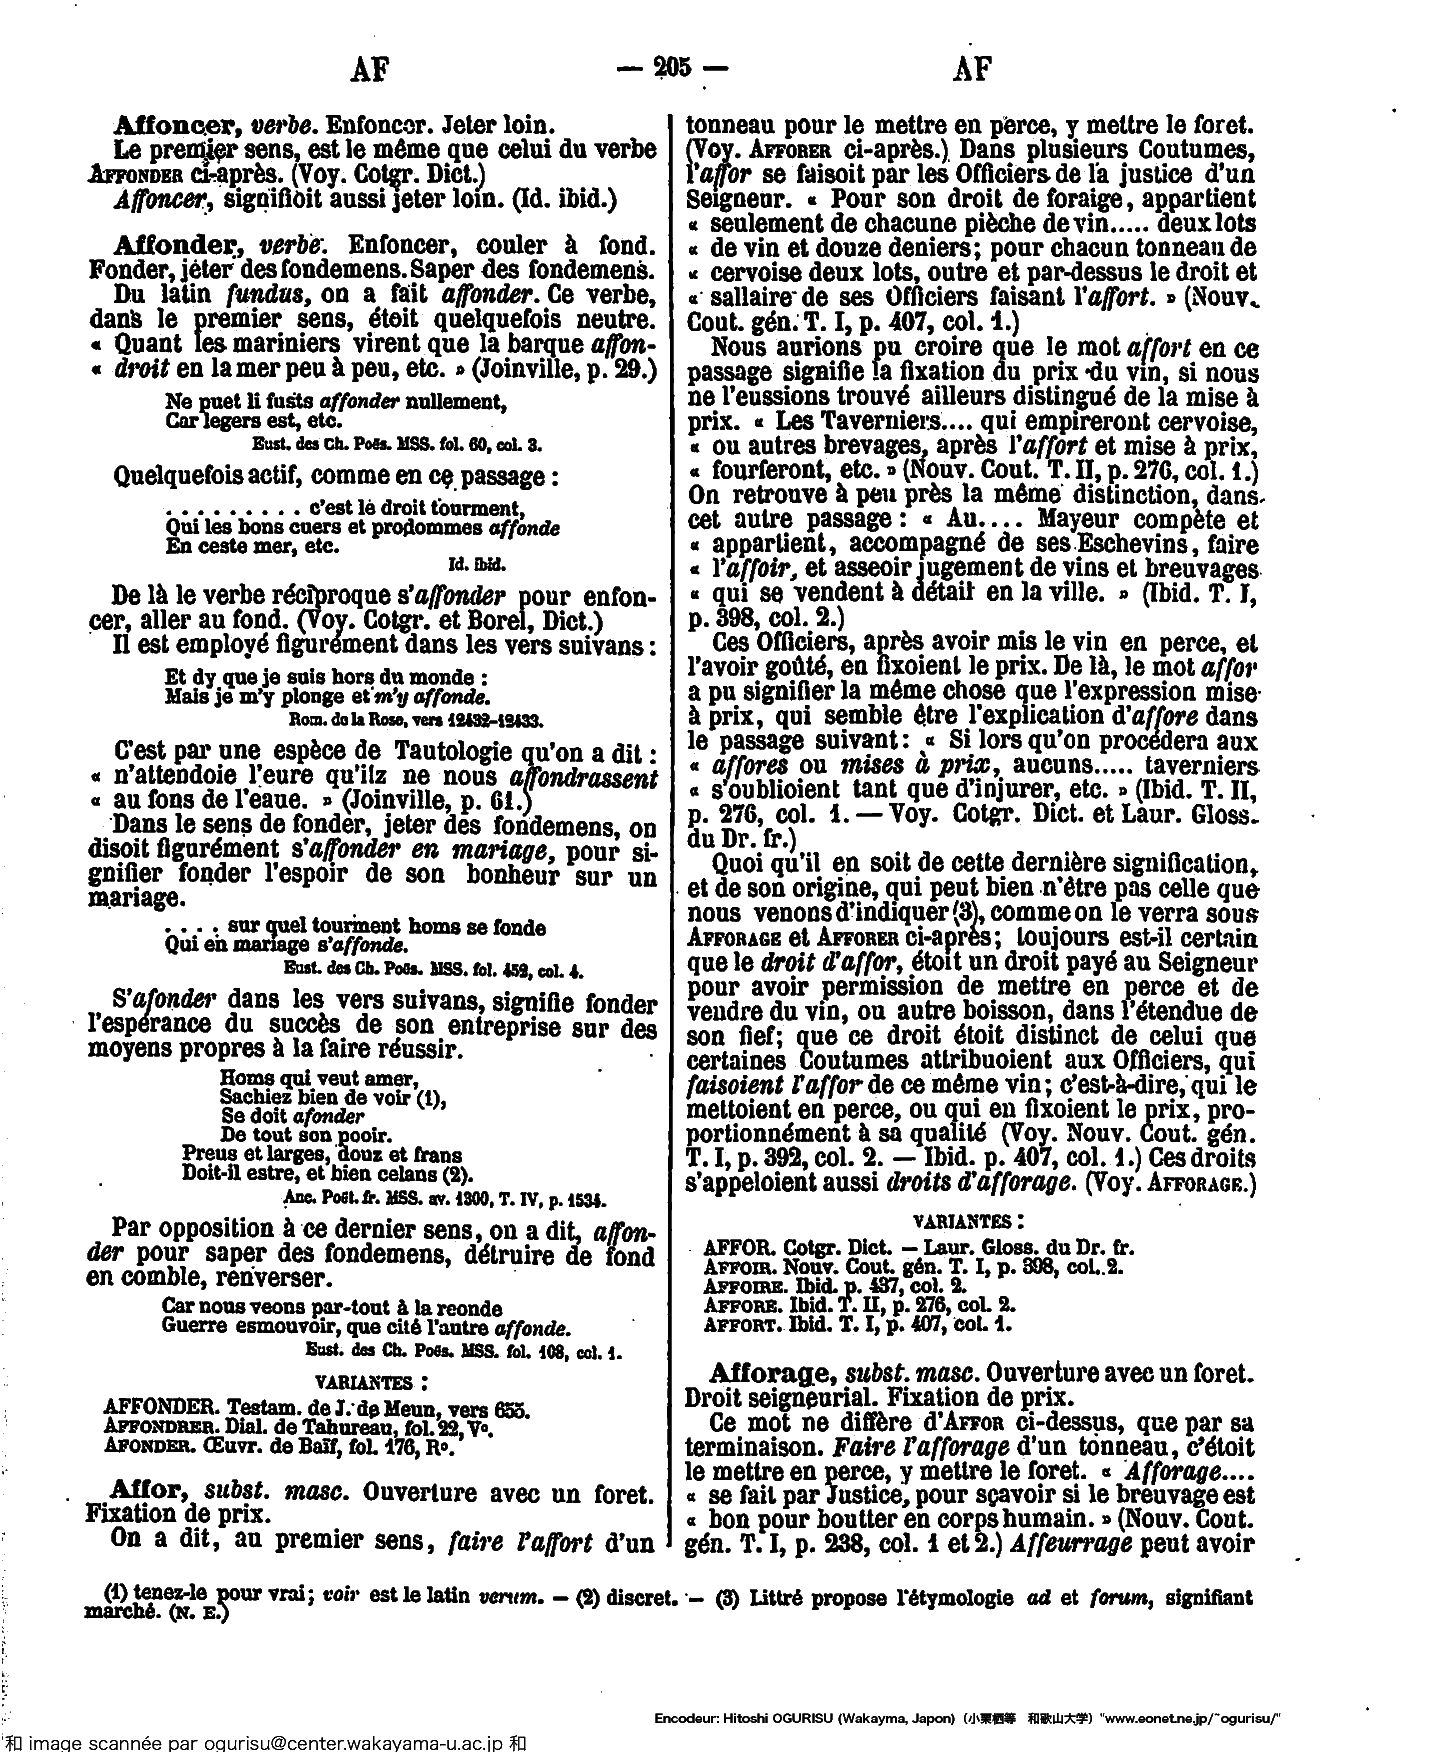 AF
— 205 —
AF
Affoncer, verbe. Enfoncer. Jeter loin.
Le premier sens, est le même que celui du verbe
AFFONDER ci-après. (Voy. Cotgr. Dict.)
Affoncer, signifioit aussi jeter loin. (Id. ibid.)
Affonder, verbe. Enfoncer, couler à fond.
Fonder, jeter des fondemens. Saper des fondemens.
Du latin fundus, on a fait affonder. Ce verbe,
dans le premier sens, étoit quelquefois neutre.
« Quant les mariniers virent que la barque affon-
« droit en la mer peu à peu, etc. » (Joinville, p. 29.)
Ne puet li fusts affonder nullement,
Car legers est, etc.
Eust. des Ch. Poës. MSS. fol. 60, col. 3.
Quelquefois actif, comme en ce passage :
. . . . . . . . . c'est le droit tourment,
Qui les bons cuers et prodommes affonde
En ceste mer, etc.
Id. Ibid.
De là le verbe réciproque s'affonder pour enfon-
cer, aller au fond. (Voy. Cotgr. et Borel, Dict.)
Il est employé figurément dans les vers suivans :
Et dy que je suis hors du monde :
Mais je m'y plonge et m'y affonde.
Rom. de la Rose, vers 12432-12433.
C'est par une espèce de Tautologie qu'on a dit :
« n'attendoie l'eure qu'ilz ne nous affondrassent
« au fons de l'eaue. » (Joinville, p. 61.)
Dans le sens de fonder, jeter des fondemens, on
disoit figurément s'affonder en mariage, pour si-
gnifier fonder l'espoir de son bonheur sur un
mariage.
. . . . sur quel tourment homs se fonde
Qui en mariage s'affonde.
Eust. des Ch. Poës. MSS. fol. 452, col. 4.
S'afonder dans les vers suivans, signifie fonder
l'espérance du succès de son entreprise sur des
moyens propres à la faire réussir.
Homs qui veut amer,
Sachiez bien de voir (1),
Se doit afonder
De tout son pooir.
Preus et larges, douz et frans
Doit-il estre, et bien celans (2).
Anc. Poët. fr. MSS. av. 1300, T. IV, p. 1534.
Par opposition à ce dernier sens, on a dit, affon-
der pour saper des fondemens, détruire de fond
en comble, renverser.
Car nous veons par-tout à la reonde
Guerre esmouvoir, que cité l'autre affonde.
Eust. des Ch. Poës. MSS. fol. 108, col. 1.
VARIANTES :
AFFONDER. Testam. de J. de Meun, vers 655.
AFFONDRER. Dial. de Tahureau, fol. 22, Vº.
AFONDER. Œuvr. de Baïf, fol. 176, Rº.
Affor, subst. masc. Ouverture avec un foret.
Fixation de prix.
On a dit, au premier sens, faire l'affort d'un
tonneau pour le mettre en perce, y mettre le foret.
(Voy. AFFORER ci-après.) Dans plusieurs Coutumes,
l'affor se faisoit par les Officiers de la justice d'un
Seigneur. « Pour son droit de foraige, appartient
« seulement de chacune pièche de vin..... deux lots
« de vin et douze deniers; pour chacun tonneau de
« cervoise deux lots, outre et par-dessus le droit et
« sallaire de ses Officiers faisant l'affort. » (Nouv.
Cout. gén. T. I, p. 407, col. 1.)
Nous aurions pu croire que le mot affort en ce
passage signifie la fixation du prix du vin, si nous
ne l'eussions trouvé ailleurs distingué de la mise à
prix. « Les Taverniers.... qui empireront cervoise,
« ou autres brevages, après l'affort et mise à prix,
« fourferont, etc. » (Nouv. Cout. T. II, p. 276, col. 1.)
On retrouve à peu près la même distinction, dans
cet autre passage : « Au.... Mayeur compète et
« appartient, accompagné de ses Eschevins, faire
« l'affoir, et asseoir jugement de vins et breuvages
« qui se vendent à détail en la ville. » (Ibid. T. I,
p. 398, col. 2.)
Ces Officiers, après avoir mis le vin en perce, et
l'avoir goûté, en fixoient le prix. De là, le mot affor
a pu signifier la même chose que l'expression mise
à prix, qui semble être l'explication d'affore dans
le passage suivant : « Si lors qu'on procédera aux
« affores ou mises à prix, aucuns..... taverniers
« s'oublioient tant que d'injurer, etc. » (Ibid. T. II,
p. 276, col. 1. — Voy. Cotgr. Dict. et Laur. Gloss.
du Dr. fr.)
Quoi qu'il en soit de cette dernière signification,
et de son origine, qui peut bien n'être pas celle que
nous venons d'indiquer (3), comme on le verra sous
AFFORAGE et AFFORER ci-après; toujours est-il certain
que le droit d'affor, étoit un droit payé au Seigneur
pour avoir permission de mettre en perce et de
vendre du vin, ou autre boisson, dans l'étendue de
son fief; que ce droit étoit distinct de celui que
certaines Coutumes attribuoient aux Officiers, qui
faisoient l'affor de ce même vin; c'est-à-dire, qui le
mettoient en perce, ou qui en fixoient le prix, pro-
portionnément à sa qualité (Voy. Nouv. Cout. gén.
T. I, p. 392, col. 2. — Ibid. p. 407, col. 1.) Ces droits
s'appeloient aussi droits d'afforage. (Voy. AFFORAGE.)
VARIANTES :
AFFOR. Cotgr. Dict. — Laur. Gloss. du Dr. fr.
AFFOIR. Nouv. Cout. gén. T. I, p. 398, col. 2.
AFFOIRE. Ibid. p. 437, col. 2.
AFFORE. Ibid. T. II, p. 276, col. 2.
AFFORT. Ibid. T. I, p. 407, col. 1.
Afforage, subst. masc. Ouverture avec un foret.
Droit seigneurial. Fixation de prix.
Ce mot ne diffère d'AFFOR ci-dessus, que par sa
terminaison. Faire l'afforage d'un tonneau, c'étoit
le mettre en perce, y mettre le foret. « Afforage....
« se fait par Justice, pour sçavoir si le breuvage est
« bon pour boutter en corps humain. » (Nouv. Cout.
gén. T. I, p. 238, col. 1 et 2.) Affeurrage peut avoir
(1) tenez-le pour vrai; voir est le latin verum. — (2) discret. — (3) Littré propose l'étymologie ad et forum, signifiant
marché. (N. E.)
Encodeur: Hitoshi OGURISU (Wakayma, Japon) (小栗栖等 和歌山大学) "www.eonet.ne.jp/~ogurisu/"
和 image scannée par ogurisu@center.wakayama-u.ac.jp 和